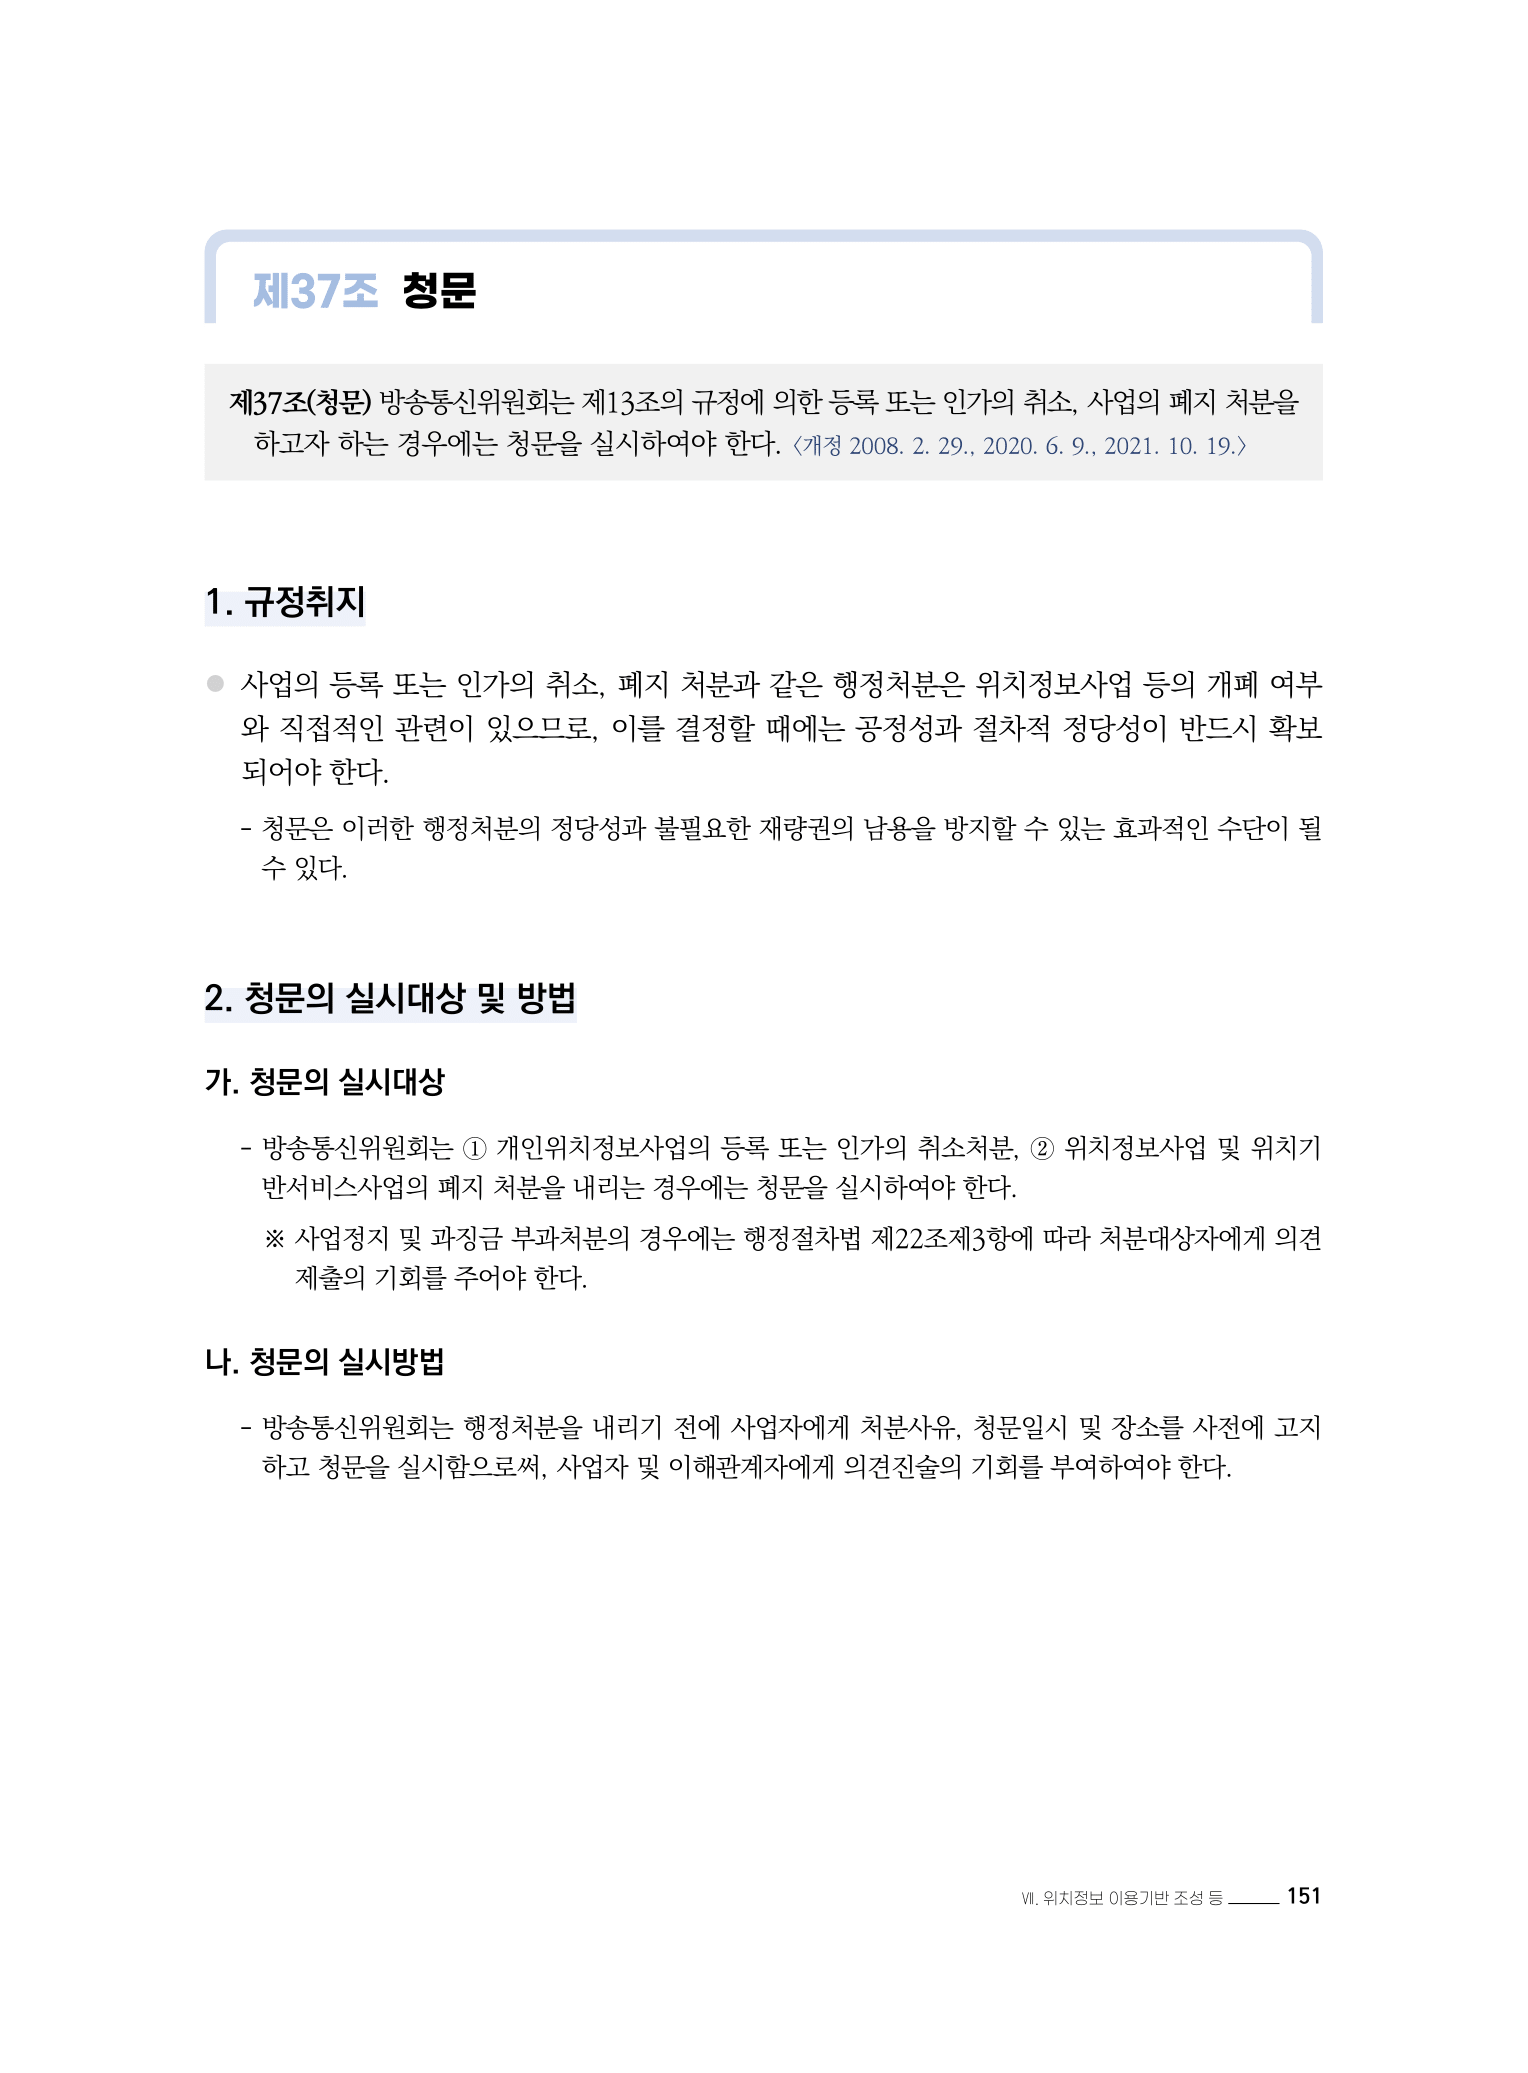 제37조 청문
제37조(청문) 방송통신위원회는 제13조의 규정에 의한 등록 또는 인가의 취소, 사업의 폐지 처분을
하고자 하는 경우에는 청문을 실시하여야 한다. 〈개정 2008. 2. 29., 2020. 6. 9., 2021. 10. 19.〉
1. 규정취지
● 사업의 등록 또는 인가의 취소, 폐지 처분과 같은 행정처분은 위치정보사업 등의 개폐 여부
와 직접적인 관련이 있으므로, 이를 결정할 때에는 공정성과 절차적 정당성이 반드시 확보
되어야 한다.
- 청문은 이러한 행정처분의 정당성과 불필요한 재량권의 남용을 방지할 수 있는 효과적인 수단이 될
수 있다.
2. 청문의 실시대상 및 방법
가. 청문의 실시대상
- 방송통신위원회는 ① 개인위치정보사업의 등록 또는 인가의 취소처분, ② 위치정보사업 및 위치기
반서비스사업의 폐지 처분을 내리는 경우에는 청문을 실시하여야 한다.
※ 사업정지 및 과징금 부과처분의 경우에는 행정절차법 제22조제3항에 따라 처분대상자에게 의견
제출의 기회를 주어야 한다.
나. 청문의 실시방법
- 방송통신위원회는 행정처분을 내리기 전에 사업자에게 처분사유, 청문일시 및 장소를 사전에 고지
하고 청문을 실시함으로써, 사업자 및 이해관계자에게 의견진술의 기회를 부여하여야 한다.
Ⅶ. 위치정보 이용기반 조성 등 151